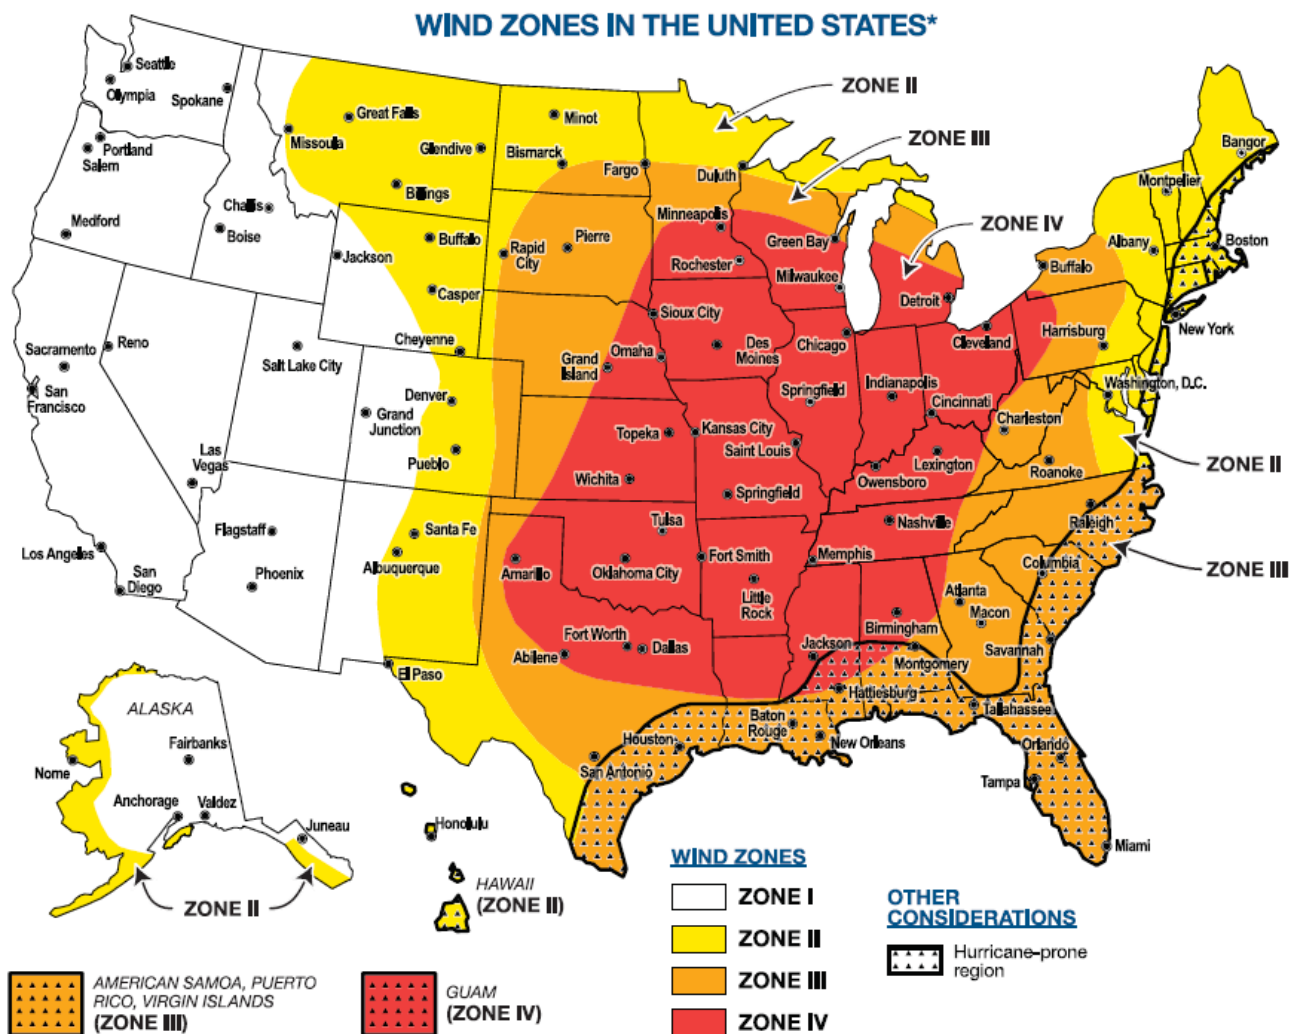 WIND ZONES IN THE UNITED STATES*
Seattle
Olympia
Spokane
Portland
Salem
Medford
Great Falls
Missoula
Glendive
Billings
Challis
Boise
Minot
Bismarck
Fargo
ZONE II
ZONE III
ZONE IV
Duluth
Minneapolis
Rochester
Green Bay
Milwaukee
Detroit
Bangor
Montpelier
Albany
Boston
Buffalo
New York
Harrisburg
Cleveland
Washington, D.C.
Jackson
Buffalo
Casper
Cheyenne
Rapid
City
Pierre
Sioux City
Grand
Island
Omaha
Des
Moines
Chicago
Springfield
Indianapolis
Cincinnati
Charleston
Roanoke
ZONE II
Sacramento
Reno
San
Francisco
Salt Lake City
Las
Vegas
Grand
Junction
Denver
Pueblo
Topeka
Kansas City
Saint Louis
Wichita
Springfield
Owensboro
Lexington
Los Angeles
San
Diego
Flagstaff
Phoenix
Santa Fe
Albuquerque
El Paso
Amarillo
Tulsa
Oklahoma City
Fort Smith
Little
Rock
Memphis
Nashville
Raleigh
Columbia
ZONE III
Atlanta
Macon
Savannah
Birmingham
Montgomery
Jackson
Hattiesburg
Fort Worth
Dallas
Abilene
San Antonio
Houston
Baton
Rouge
New Orleans
Tallahassee
Orlando
Tampa
Miami
ALASKA
Fairbanks
Nome
Anchorage
Valdez
Juneau
ZONE II
Honolulu
HAWAII
(ZONE II)
WIND ZONES
ZONE I
ZONE II
ZONE III
ZONE IV
OTHER
CONSIDERATIONS
Hurricane-prone
region
AMERICAN SAMOA, PUERTO
RICO, VIRGIN ISLANDS
(ZONE III)
GUAM
(ZONE IV)